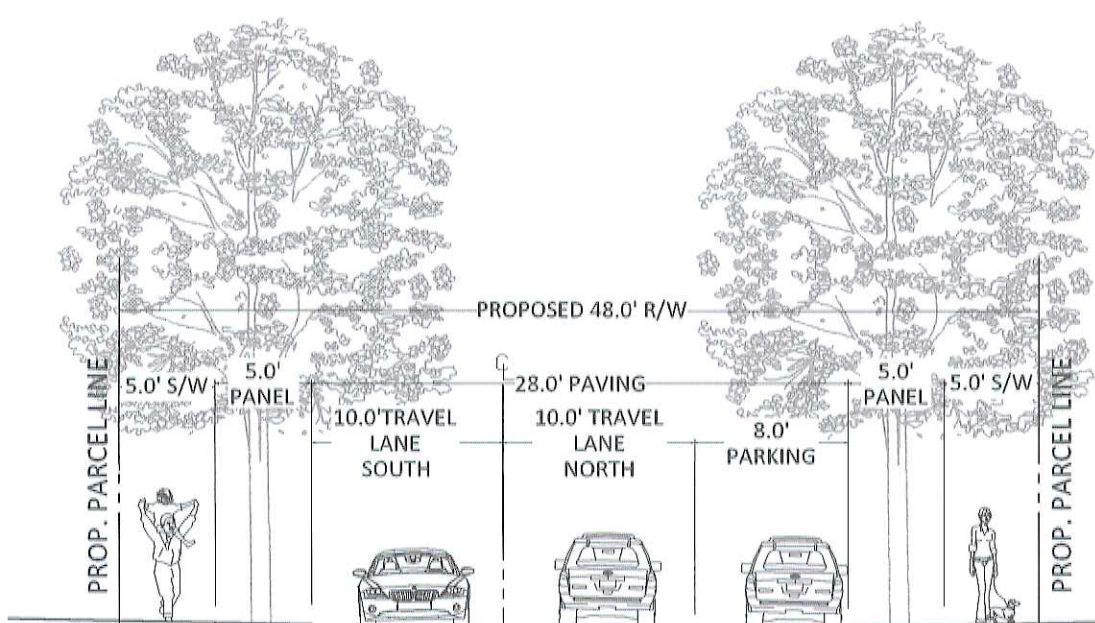 PROPOSED 48.0' R/W
PROP. PARCEL LINE
5.0' S/W
5.0'
PANEL
28.0' PAVING
10.0'TRAVEL
LANE
SOUTH
10.0' TRAVEL
LANE
NORTH
8.0'
PARKING
5.0'
PANEL
5.0' S/W
PROP. PARCEL LINE